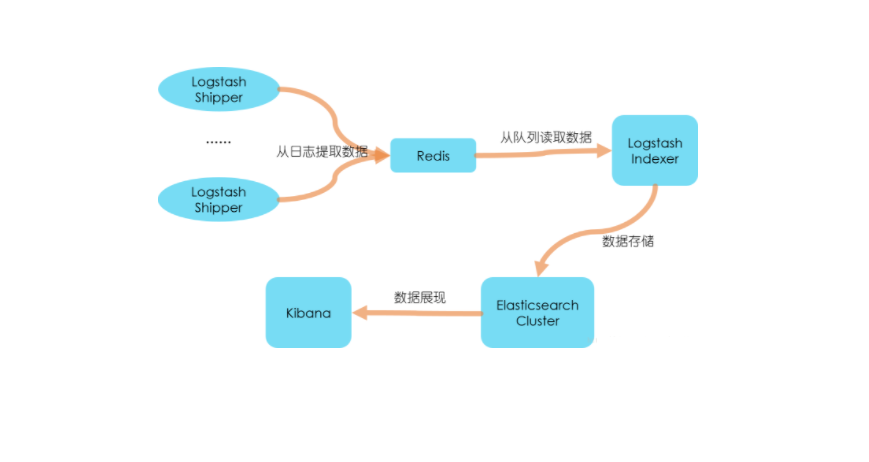 Logstash
Shipper
......
从日志提取数据
Logstash
Shipper
Redis
从队列读取数据
Logstash
Indexer
数据存储
Elasticsearch
Cluster
数据展现
Kibana